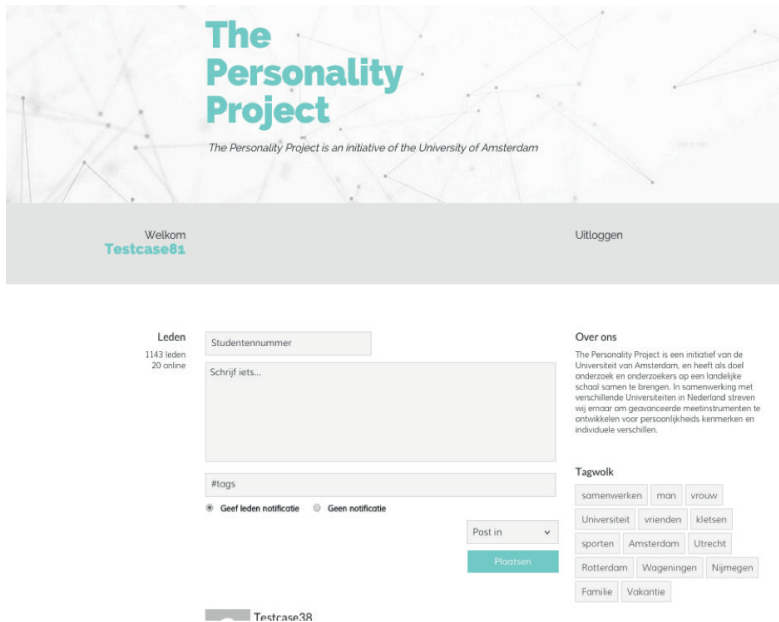 The
Personality
Project
The Personality Project is an initiative of the University of Amsterdam
Welkom
Testcase81
Uitloggen
Leden
1143 leden
20 online
Studentennummer
Schrijf iets...
#tags
Geef leden notificatie
Geen notificatie
Post in
Plaatsen
Testcase38
Over ons
The Personality Project is een initiatief van de
Universiteit van Amsterdam, en heeft als doel
onderzoek en onderzoekers op een landelijke
schaal samen te brengen. In samenwerking met
verschillende Universiteiten in Nederland streven
wij ernaar om geavanceerde meetinstrumenten te
ontwikkelen voor persoonlijkheids kenmerken en
individuele verschillen.
Tagwolk
samenwerken man vrouw
Universiteit vrienden kletsen
sporten Amsterdam Utrecht
Rotterdam Wageningen Nijmegen
Familie Vakantie